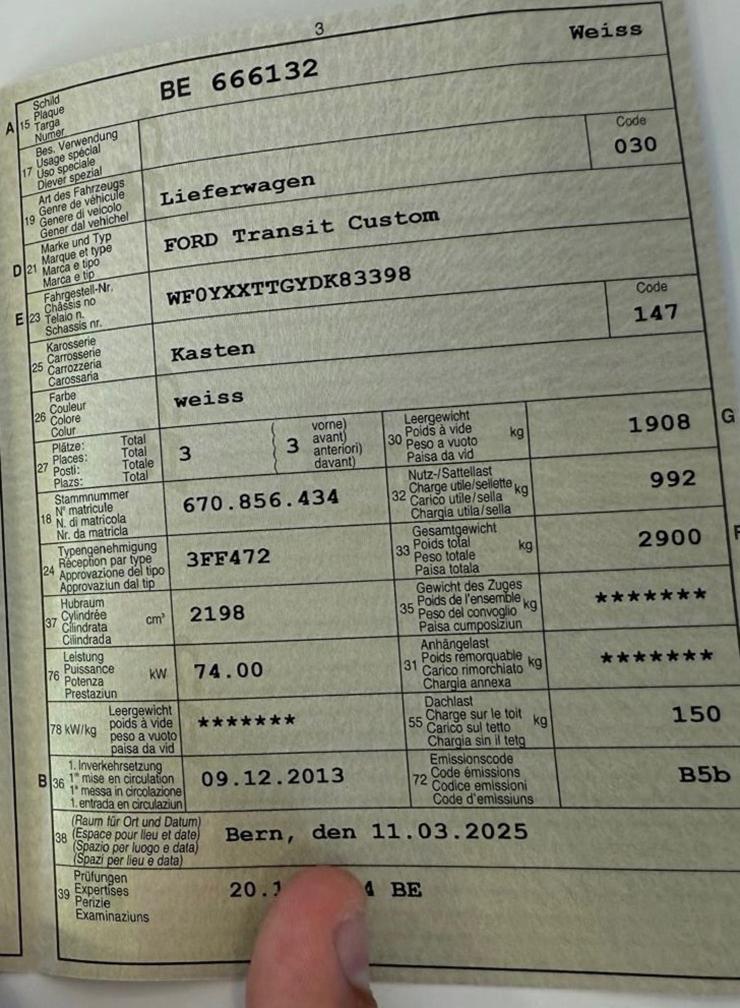 3
Weiss
A 15 Schild
Plaque
Targa
Numer
BE 666132
17 Bes. Verwendung
Usage spécial
Uso speciale
Diever spezial
19 Art des Fahrzeugs
Genre de véhicule
Genere di veicolo
Gener dal vehichel
Lieferwagen
Code
030
D 21 Marke und Typ
Marque et type
Marca e tipo
Marca e tip
FORD Transit Custom
E 23 Fahrgestell-Nr.
Châssis no
Telaio n.
Schassis nr.
WF0YXXTTGYDK83398
25 Karosserie
Carrosserie
Carrozzeria
Carossaria
Kasten
Code
147
26 Farbe
Couleur
Colore
Colur
weiss
27 Plätze: Total
Places: Total
Posti: Totale
Plazs: Total
3
3
vorne)
avant)
anteriori)
davant)
30 Leergewicht
Poids à vide
Peso a vuoto
Paisa da vid
kg
1908
G
18 Stammnummer
N° matricule
N. di matricola
Nr. da matricla
670.856.434
32 Nutz-/Sattellast
Charge utile/sellette
Carico utile/sella
Chargia utila/sella
kg
992
24 Typengenehmigung
Réception par type
Approvazione del tipo
Approvaziun dal tip
3FF472
33 Gesamtgewicht
Poids total
Peso totale
Paisa totala
kg
2900
37 Hubraum
Cylindrée
Cilindrata
Cilindrada
cm³
2198
35 Gewicht des Zuges
Poids de l'ensemble
Peso del convoglio
Paisa cumposiziun
kg
*******
76 Leistung
Puissance
Potenza
Prestaziun
kW
74.00
31 Anhängelast
Poids remorquable
Carico rimorchiato
Chargia annexa
kg
*******
78 kW/kg
Leergewicht
poids à vide
peso a vuoto
paisa da vid
*******
55 Dachlast
Charge sur le toit
Carico sul tetto
Chargia sin il tetg
kg
150
B 36 1. Inverkehrsetzung
1re mise en circulation
1a messa in circolazione
1. entrada en circulaziun
09.12.2013
72 Emissionscode
Code émissions
Codice emissioni
Code d'emissiuns
B5b
38 (Raum für Ort und Datum)
(Espace pour lieu et date)
(Spazio per luogo e data)
(Spazi per lieu e data)
Bern, den 11.03.2025
39 Prüfungen
Expertises
Perizie
Examinaziuns
20.1
4 BE